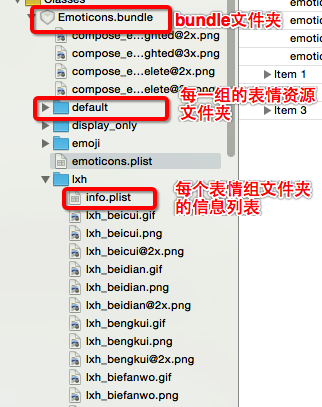 Classes
Emoticons.bundle
bundle文件夹
compose_e...ghted@2x.png
compose_e...ghted@3x.png
compose_e...elete@2x.png
compose_e...elete@3x.png
default
每一组的表情资源
文件夹
display_only
emoji
emoticons.plist
lxh
info.plist
每个表情组文件夹
的信息列表
lxh_beicui.gif
lxh_beicui.png
lxh_beicui@2x.png
lxh_beidian.gif
lxh_beidian.png
lxh_beidian@2x.png
lxh_bengkui.gif
lxh_bengkui.png
lxh_bengkui@2x.png
lxh_biefanwo.gif
lxh_biefanwo.png
emotic
emotic
Item 1
Item 3